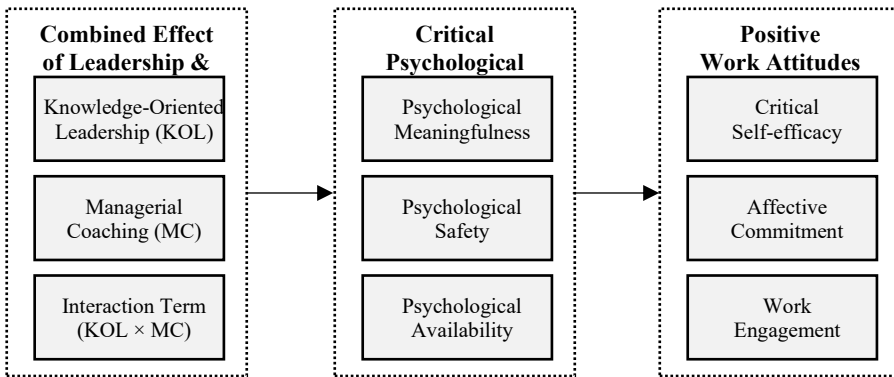 Combined Effect
of Leadership &
Knowledge-Oriented
Leadership (KOL)
Managerial
Coaching (MC)
Interaction Term
(KOL × MC)
Critical
Psychological
Psychological
Meaningfulness
Psychological
Safety
Psychological
Availability
Positive
Work Attitudes
Critical
Self-efficacy
Affective
Commitment
Work
Engagement